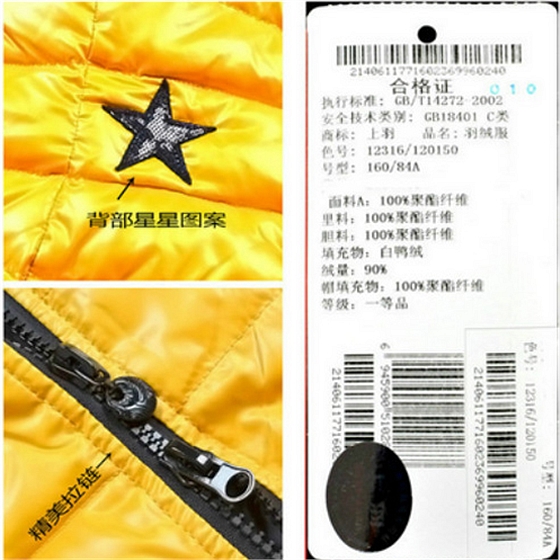 背部星星图案
精美拉链
2140611771602369960240
合格证
010
执行标准: GB/T14272-2002
安全技术类别: GB18401 C类
商标: 上羽 品名: 羽绒服
色号: 12316/120150
号型: 160/84A
面料A: 100%聚酯纤维
里料: 100%聚酯纤维
胆料: 100%聚酯纤维
填充物: 白鸭绒
绒量: 90%
帽填充物: 100%聚酯纤维
等级: 一等品
2140611771602369960240
色号: 12316/120150
号型: 160/84A